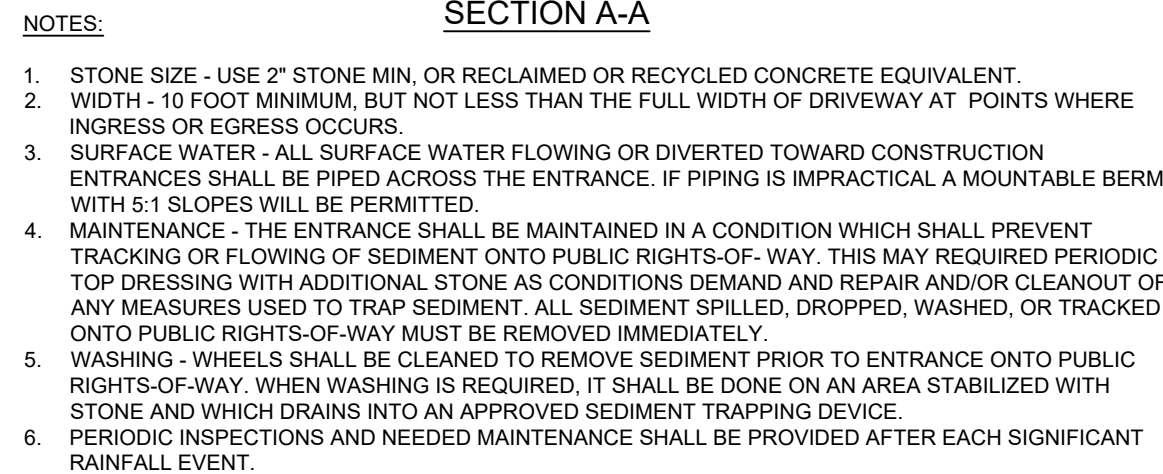 SECTION A-A
NOTES:
1. STONE SIZE - USE 2" STONE MIN, OR RECLAIMED OR RECYCLED CONCRETE EQUIVALENT.
2. WIDTH - 10 FOOT MINIMUM, BUT NOT LESS THAN THE FULL WIDTH OF DRIVEWAY AT POINTS WHERE
INGRESS OR EGRESS OCCURS.
3. SURFACE WATER - ALL SURFACE WATER FLOWING OR DIVERTED TOWARD CONSTRUCTION
ENTRANCES SHALL BE PIPED ACROSS THE ENTRANCE. IF PIPING IS IMPRACTICAL A MOUNTABLE BERM
WITH 5:1 SLOPES WILL BE PERMITTED.
4. MAINTENANCE - THE ENTRANCE SHALL BE MAINTAINED IN A CONDITION WHICH SHALL PREVENT
TRACKING OR FLOWING OF SEDIMENT ONTO PUBLIC RIGHTS-OF- WAY. THIS MAY REQUIRED PERIODIC
TOP DRESSING WITH ADDITIONAL STONE AS CONDITIONS DEMAND AND REPAIR AND/OR CLEANOUT OF
ANY MEASURES USED TO TRAP SEDIMENT. ALL SEDIMENT SPILLED, DROPPED, WASHED, OR TRACKED
ONTO PUBLIC RIGHTS-OF-WAY MUST BE REMOVED IMMEDIATELY.
5. WASHING - WHEELS SHALL BE CLEANED TO REMOVE SEDIMENT PRIOR TO ENTRANCE ONTO PUBLIC
RIGHTS-OF-WAY. WHEN WASHING IS REQUIRED, IT SHALL BE DONE ON AN AREA STABILIZED WITH
STONE AND WHICH DRAINS INTO AN APPROVED SEDIMENT TRAPPING DEVICE.
6. PERIODIC INSPECTIONS AND NEEDED MAINTENANCE SHALL BE PROVIDED AFTER EACH SIGNIFICANT
RAINFALL EVENT.